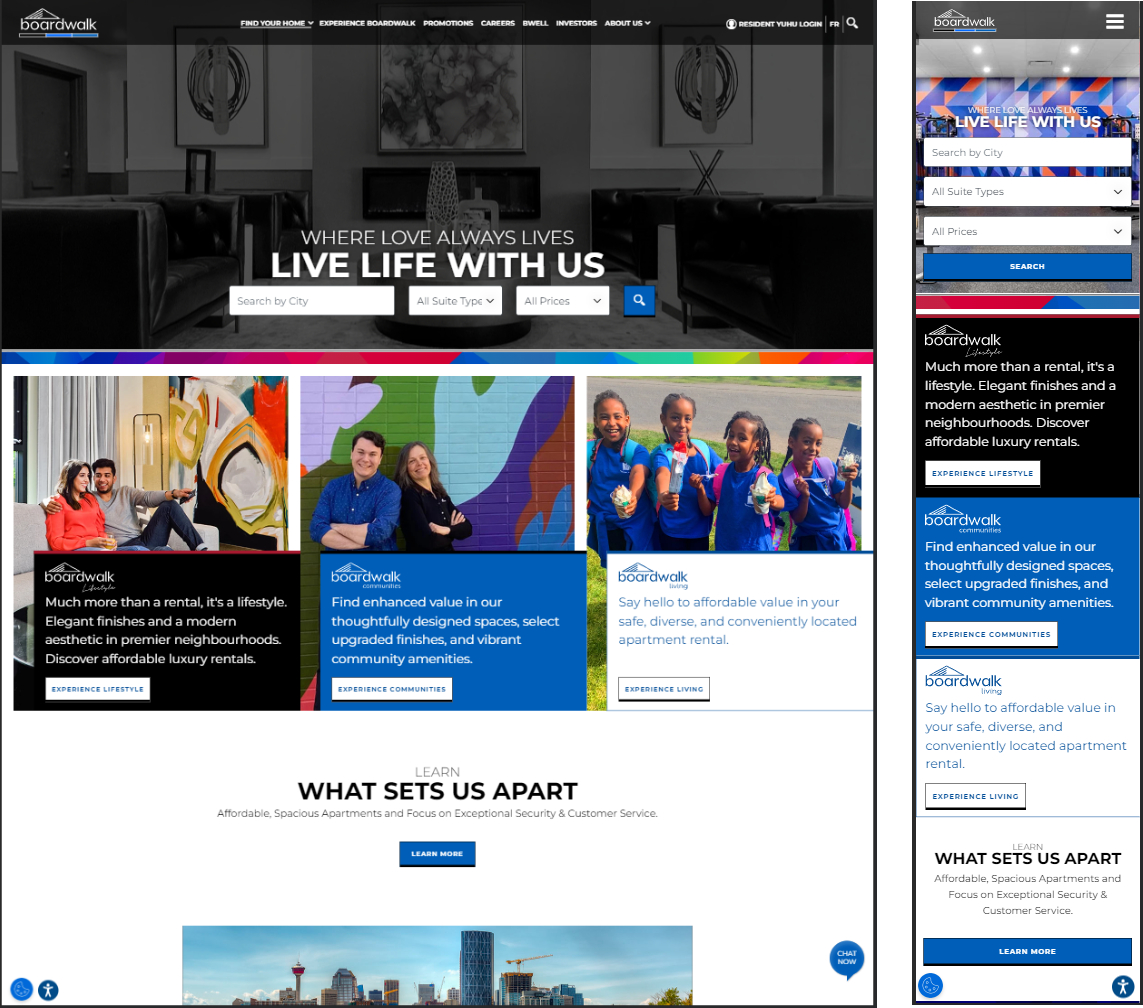 boardwalk
FIND YOUR HOME EXPERIENCE BOARDWALK PROMOTIONS CAREERS BWELL INVESTORS ABOUT US
RESIDENT YUHU LOGIN FR
WHERE LOVE ALWAYS LIVES
LIVE LIFE WITH US
Search by City
All Suite Type
All Prices
boardwalk
Lifestyle
Much more than a rental, it's a lifestyle.
Elegant finishes and a modern
aesthetic in premier neighbourhoods.
Discover affordable luxury rentals.
EXPERIENCE LIFESTYLE
boardwalk
communities
Find enhanced value in our
thoughtfully designed spaces, select
upgraded finishes, and vibrant
community amenities.
EXPERIENCE COMMUNITIES
boardwalk
living
Say hello to affordable value in your
safe, diverse, and conveniently located
apartment rental.
EXPERIENCE LIVING
LEARN
WHAT SETS US APART
Affordable, Spacious Apartments and Focus on Exceptional Security & Customer Service.
LEARN MORE
CHAT
NOW
boardwalk
WHERE LOVE ALWAYS LIVES
LIVE LIFE WITH US
Search by City
All Suite Types
All Prices
SEARCH
boardwalk
Lifestyle
Much more than a rental, it's a
lifestyle. Elegant finishes and a
modern aesthetic in premier
neighbourhoods. Discover
affordable luxury rentals.
EXPERIENCE LIFESTYLE
boardwalk
communities
Find enhanced value in our
thoughtfully designed spaces,
select upgraded finishes, and
vibrant community amenities.
EXPERIENCE COMMUNITIES
boardwalk
living
Say hello to affordable value in
your safe, diverse, and
conveniently located apartment
rental.
EXPERIENCE LIVING
LEARN
WHAT SETS US APART
Affordable, Spacious Apartments and
Focus on Exceptional Security &
Customer Service.
LEARN MORE